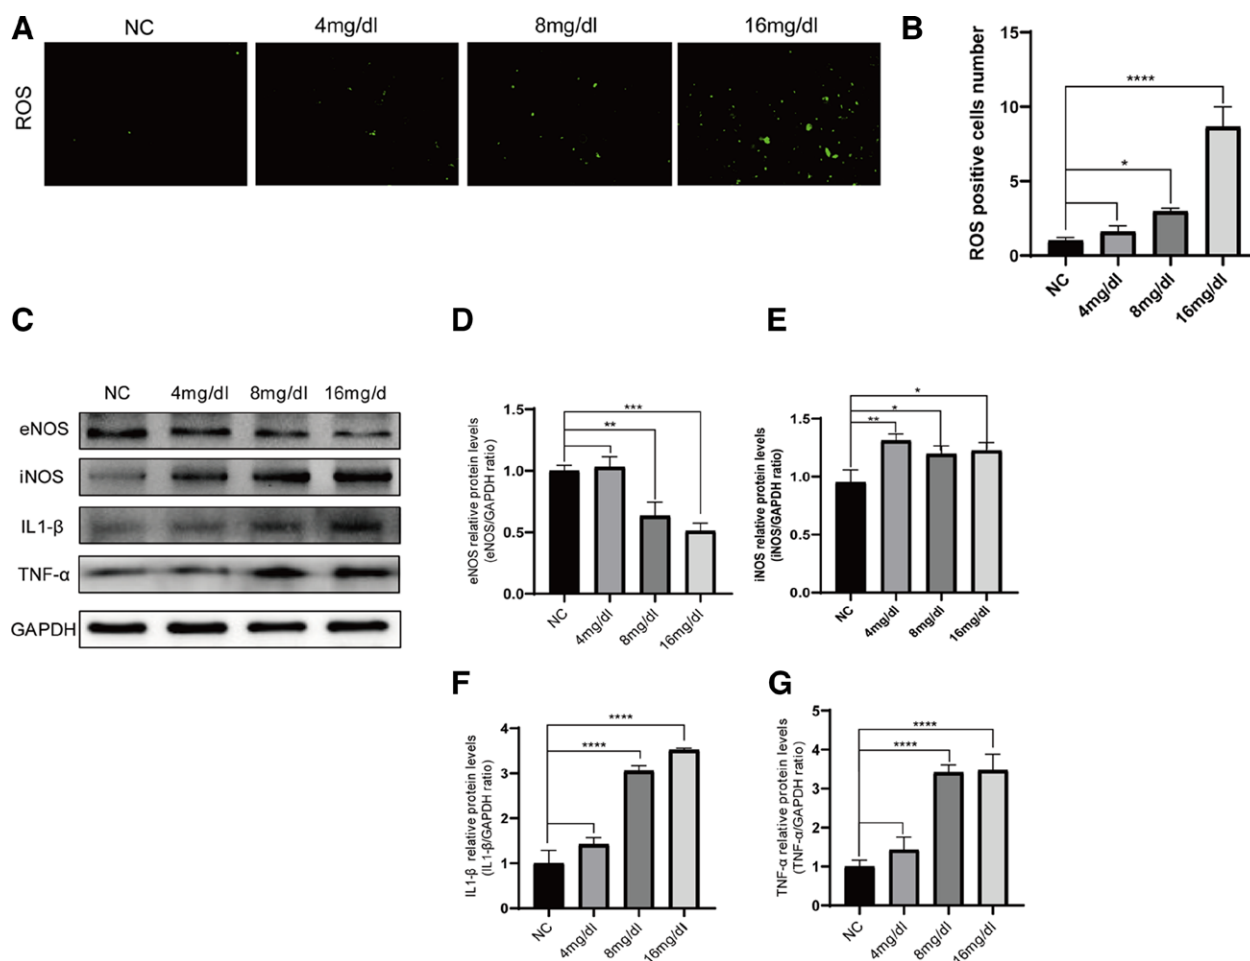 A
NC
4mg/dl
8mg/dl
16mg/dl
ROS
B
ROS positive cells number
15
10
5
0
****
*
NC
4mg/dl
8mg/dl
16mg/dl
C
NC
4mg/dl
8mg/dl
16mg/d
eNOS
iNOS
IL1-β
TNF-α
GAPDH
D
eNOS relative protein levels
(eNOS/GAPDH ratio)
1.5
1.0
0.5
0.0
***
**
NC
4mg/dl
8mg/dl
16mg/dl
E
iNOS relative protein levels
(iNOS/GAPDH ratio)
1.5
1.0
0.5
0.0
*
*
**
NC
4mg/dl
8mg/dl
16mg/dl
F
IL1-β relative protein levels
(IL1-β/GAPDH ratio)
4
3
2
1
0
****
****
NC
4mg/dl
8mg/dl
16mg/dl
G
TNF-α relative protein levels
(TNF-α/GAPDH ratio)
5
4
3
2
1
0
****
****
NC
4mg/dl
8mg/dl
16mg/dl